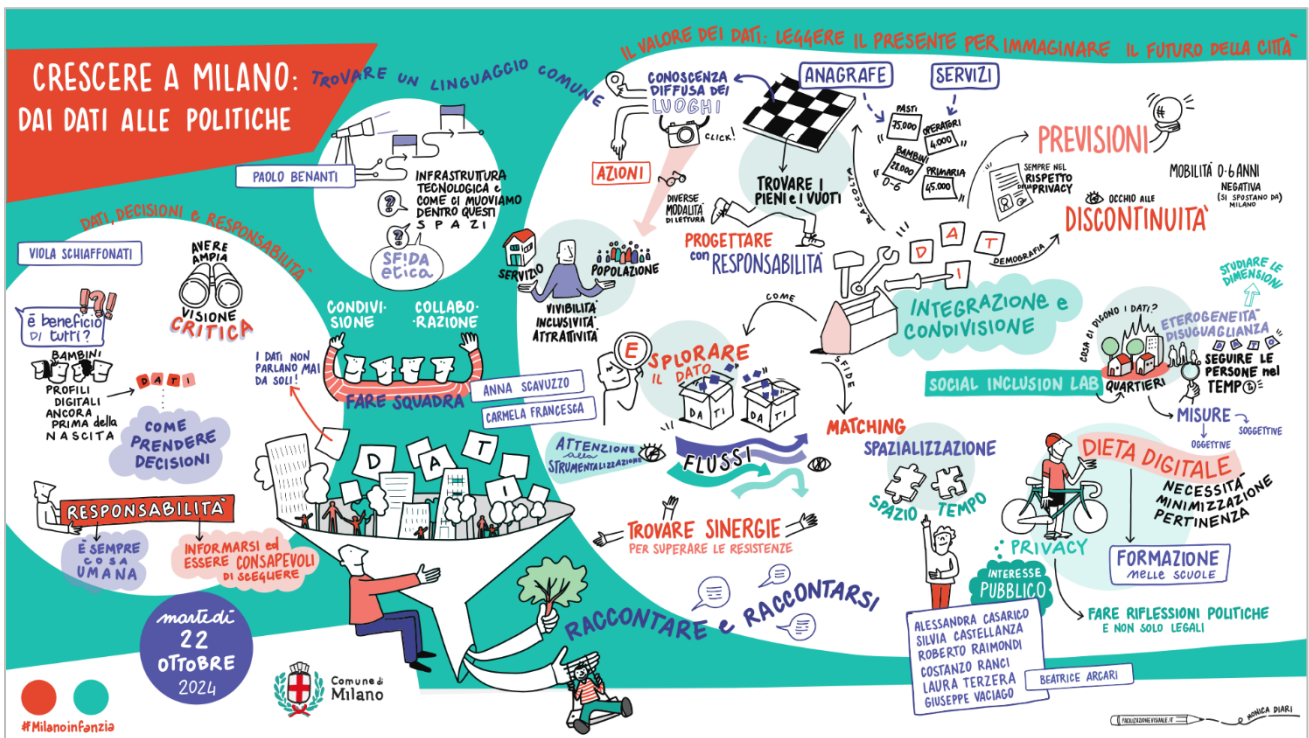 CRESCERE A MILANO:
DAI DATI ALLE POLITICHE
TROVARE UN LINGUAGGIO COMUNE
PAOLO BENANTI
INFRASTRUTTURA
TECNOLOGICA e
COME CI MUOVIAMO
DENTRO QUESTI
SPAZI
?
?
SFIDA
etica
DATI, DECISIONI e RESPONSABILITÀ
VIOLA SCHIAFFONATI
AVERE
AMPIA
VISIONE
CRITICA
!?!
è beneficio
DI TUTTI?
BAMBINI
PROFILI
DIGITALI
ANCORA
PRIMA della
NASCITA
DATI
COME
PRENDERE
DECISIONI
RESPONSABILITÀ
È SEMPRE
COSA
UMANA
INFORMARSI ed
ESSERE CONSAPEVOLI
DI SCEGLIERE
CONDIVI-
SIONE
COLLABO-
-RAZIONE
FARE SQUADRA
I DATI NON
PARLANO MAI
DA SOLI!
ANNA SCAVUZZO
CARMELA FRANCESCA
DATI
martedì
22
OTTOBRE
2024
Comune di
Milano
#Milanoinfanzia
IL VALORE DEI DATI: LEGGERE IL PRESENTE PER IMMAGINARE IL FUTURO DELLA CITTÀ
CONOSCENZA
DIFFUSA DEI
LUOGHI
CLICK!
AZIONI
DIVERSE
MODALITÀ
DI LETTURA
TROVARE I
PIENI e I VUOTI
PROGETTARE
con RESPONSABILITÀ
SERVIZIO
POPOLAZIONE
VIVIBILITÀ
INCLUSIVITÀ
ATTRATTIVITÀ
ANAGRAFE
SERVIZI
PASTI
75.000
OPERATORI
4.000
BAMBINI
28.000
0-6
PRIMARIA
45.000
RACCOLTA
DATI
PREVISIONI
#
SEMPRE NEL
RISPETTO
DELLA PRIVACY
DEMOGRAFIA
OCCHIO ALLE
DISCONTINUITÀ
MOBILITÀ 0-6 ANNI
NEGATIVA
(SI SPOSTANO DA)
MILANO
INTEGRAZIONE e
CONDIVISIONE
COME
SFIDE
ESPLORARE
IL DATO
DATI
DATI
FLUSSI
ATTENZIONE
alla
STRUMENTALIZZAZIONE
TROVARE SINERGIE
PER SUPERARE LE RESISTENZE
RACCONTARE e RACCONTARSI
MATCHING
SPAZIALIZZAZIONE
SPAZIO
TEMPO
SOCIAL INCLUSION LAB
COSA CI DICONO I DATI?
QUARTIERI
STUDIARE LE
DIMENSIONI
ETEROGENEITÀ
DISUGUAGLIANZA
SEGUIRE LE
PERSONE nel
TEMPO
MISURE
OGGETTIVE
SOGGETTIVE
DIETA DIGITALE
NECESSITÀ
MINIMIZZAZIONE
PERTINENZA
PRIVACY
FORMAZIONE
nelle SCUOLE
INTERESSE
PUBBLICO
FARE RIFLESSIONI POLITICHE
E NON SOLO LEGALI
ALESSANDRA CASARICO
SILVIA CASTELLANZA
ROBERTO RAIMONDI
COSTANZO RANCI
LAURA TERZERA
GIUSEPPE VACIAGO
BEATRICE ARCARI
FACILITAZIONEVISUALE.IT
MONICA DIARI